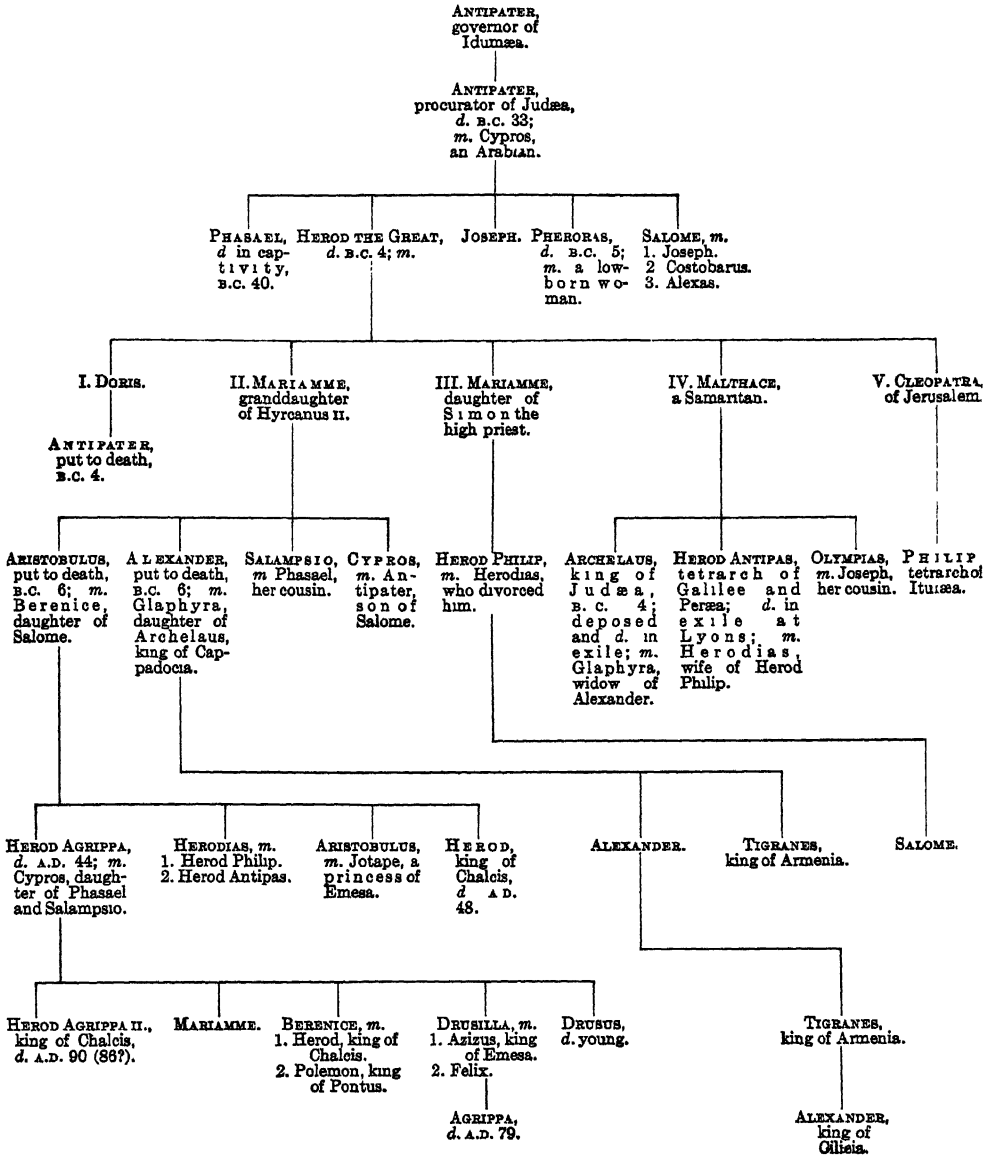 ANTIPATER,
governor of
Idumæa.
ANTIPATER,
procurator of Judæa,
d. B.C. 33;
m. Cypros,
an Arabian.
PHASAEL,
d in cap-
tivity,
B.C. 40.
HEROD THE GREAT,
d. B.C. 4; m.
JOSEPH.
PHERORAS,
d. B.C. 5;
m. a low-
born wo-
man.
SALOME, m.
1. Joseph.
2 Costobarus.
3. Alexas.
I. DORIS.
II. MARIAMME,
granddaughter
of Hyrcanus II.
III. MARIAMME,
daughter of
Simon the
high priest.
IV. MALTHACE,
a Samaritan.
V. CLEOPATRA,
of Jerusalem
ANTIPATER,
put to death,
B.C. 4.
ARISTOBULUS,
put to death,
B.C. 6; m.
Berenice,
daughter of
Salome.
ALEXANDER,
put to death,
B.C. 6; m.
Glaphyra,
daughter of
Archelaus,
king of Cap-
padocia.
SALAMPSIO,
m Phasael,
her cousin.
CYPROS,
m. An-
tipater,
son of
Salome.
HEROD PHILIP,
m. Herodias,
who divorced
him.
ARCHELAUS,
king of
Judæa,
B. C. 4;
deposed
and d. in
exile; m.
Glaphyra,
widow of
Alexander.
HEROD ANTIPAS,
tetrarch of
Galilee and
Peræa; d. in
exile at
Lyons; m.
Herodias,
wife of Herod
Philip.
OLYMPIAS,
m. Joseph,
her cousin.
PHILIP
tetrarch of
Ituræa.
HEROD AGRIPPA,
d. A.D. 44; m.
Cypros, daugh-
ter of Phasael
and Salampsio.
HERODIAS, m.
1. Herod Philip.
2. Herod Antipas.
ARISTOBULUS,
m. Jotape, a
princess of
Emesa.
HEROD,
king of
Chalcis,
d A D.
48.
ALEXANDER.
TIGRANES,
king of Armenia.
SALOME.
HEROD AGRIPPA II.,
king of Chalcis,
d. A.D. 90 (86?).
MARIAMME.
BERENICE, m.
1. Herod, king of
Chalcis.
2. Polemon, king
of Pontus.
DRUSILLA, m.
1. Azizus, king
of Emesa.
2. Felix.
DRUSUS,
d. young.
TIGRANES,
king of Armenia.
AGRIPPA,
d. A.D. 79.
ALEXANDER,
king of
Cilicia.